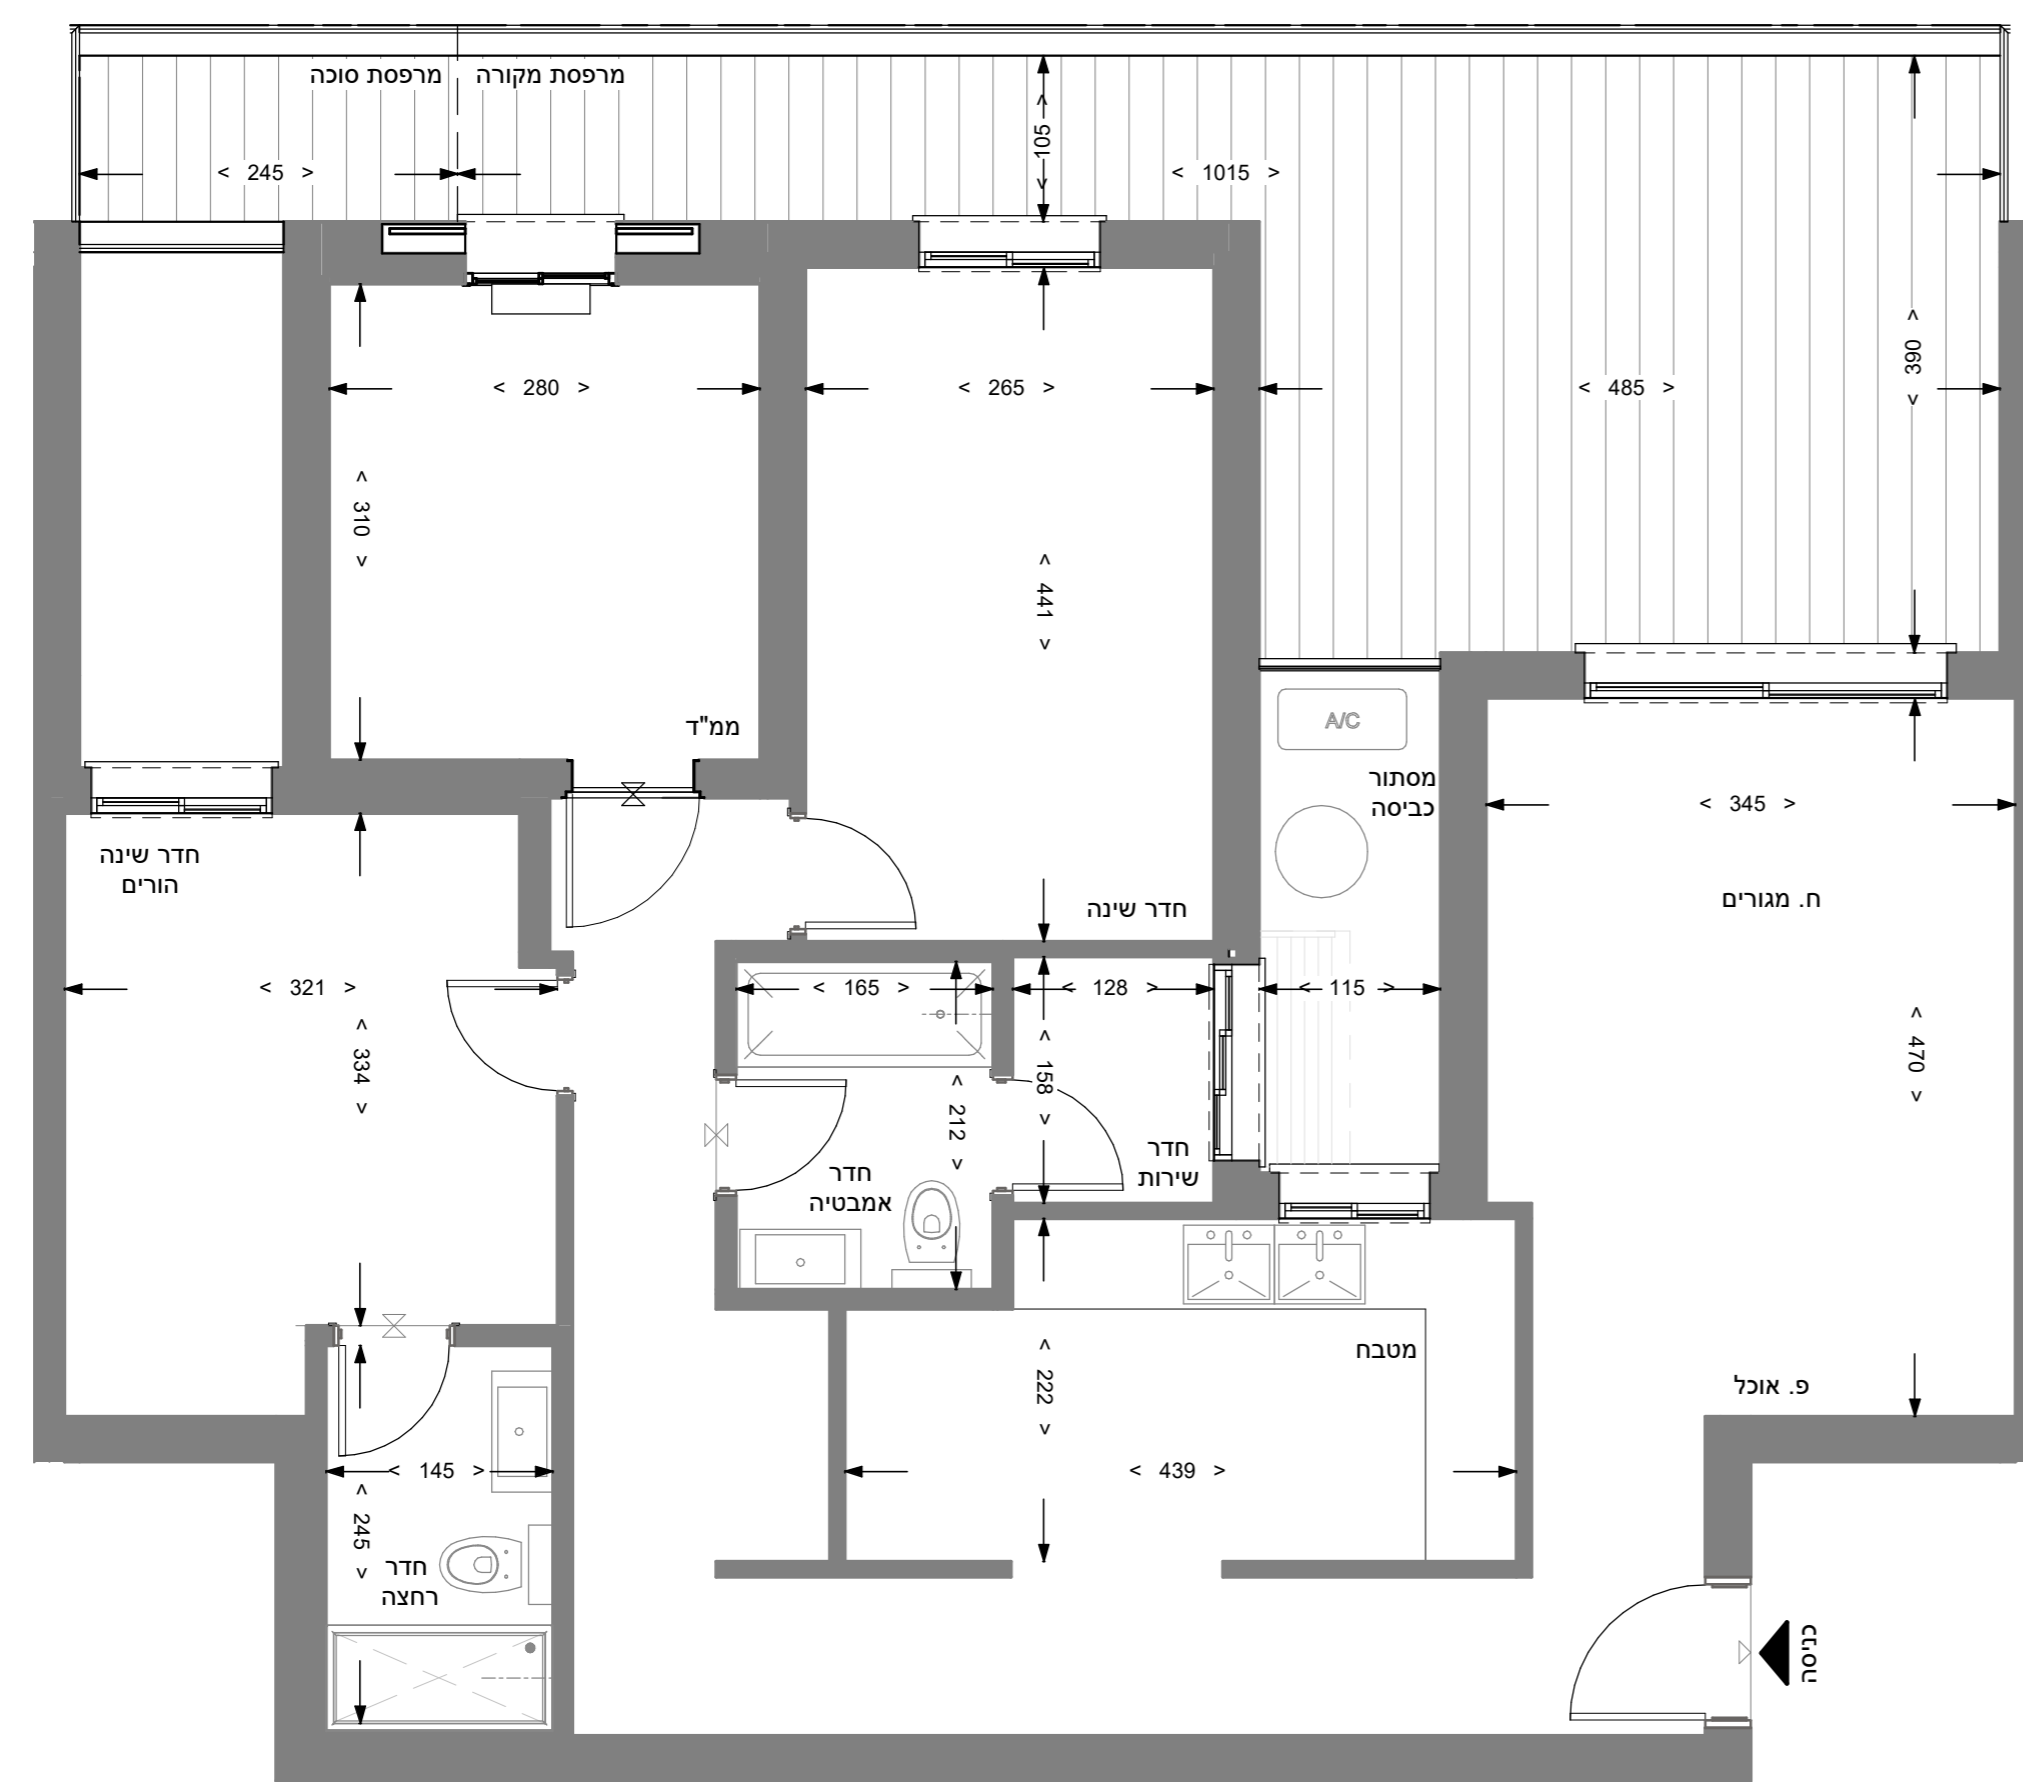 מרפסת סוכה
מרפסת מקורה
< 105 >
< 245 >
< 1015 >
< 390 >
< 280 >
< 265 >
< 485 >
< 310 >
< 441 >
ממ"ד
A/C
מסתור
כביסה
< 345 >
חדר שינה
הורים
ח. מגורים
חדר שינה
< 321 >
< 165 >
< 128 >
< 115 >
< 334 >
< 158 >
< 470 >
< 212 >
חדר
שירות
חדר
אמבטיה
מטבח
< 222 >
פ. אוכל
< 145 >
< 439 >
< 245 >
חדר
רחצה
כניסה